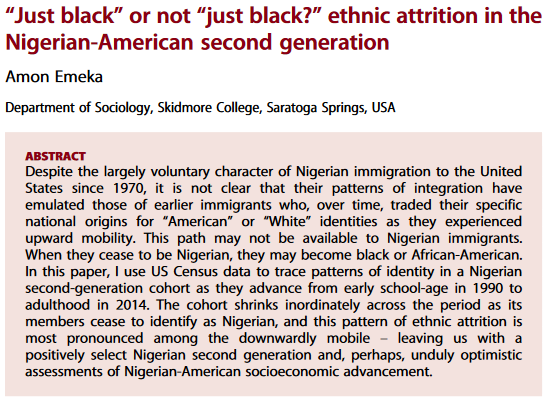 “Just black” or not “just black?” ethnic attrition in the
Nigerian-American second generation
Amon Emeka
Department of Sociology, Skidmore College, Saratoga Springs, USA
ABSTRACT
Despite the largely voluntary character of Nigerian immigration to the United
States since 1970, it is not clear that their patterns of integration have
emulated those of earlier immigrants who, over time, traded their specific
national origins for “American” or “White” identities as they experienced
upward mobility. This path may not be available to Nigerian immigrants.
When they cease to be Nigerian, they may become black or African-American.
In this paper, I use US Census data to trace patterns of identity in a Nigerian
second-generation cohort as they advance from early school-age in 1990 to
adulthood in 2014. The cohort shrinks inordinately across the period as its
members cease to identify as Nigerian, and this pattern of ethnic attrition is
most pronounced among the downwardly mobile – leaving us with a
positively select Nigerian second generation and, perhaps, unduly optimistic
assessments of Nigerian-American socioeconomic advancement.